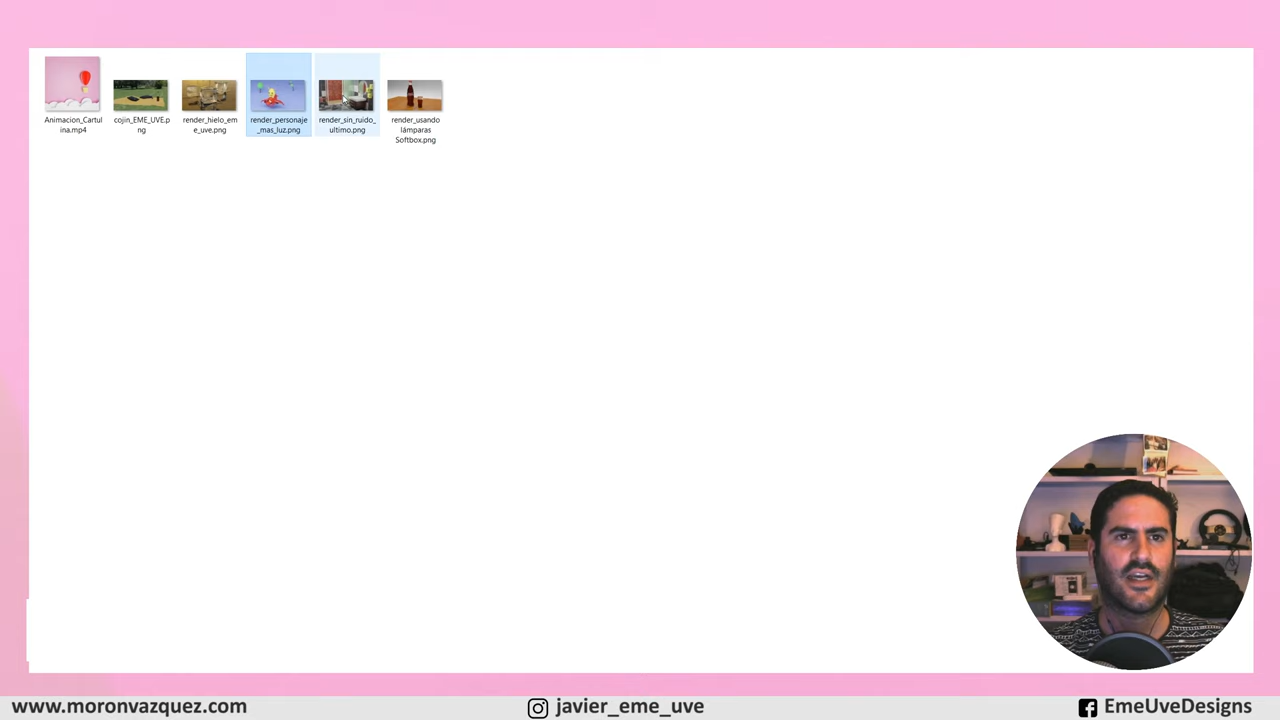 Animacion_Cartul
ina.mp4
cojin_EME_UVE.p
ng
render_hielo_em
e_uve.png
render_personaje
_mas_luz.png
render_sin_ruido_
ultimo.png
render_usando
lámparas
Softbox.png
www.moronvazquez.com
javier_eme_uve
EmeUveDesigns